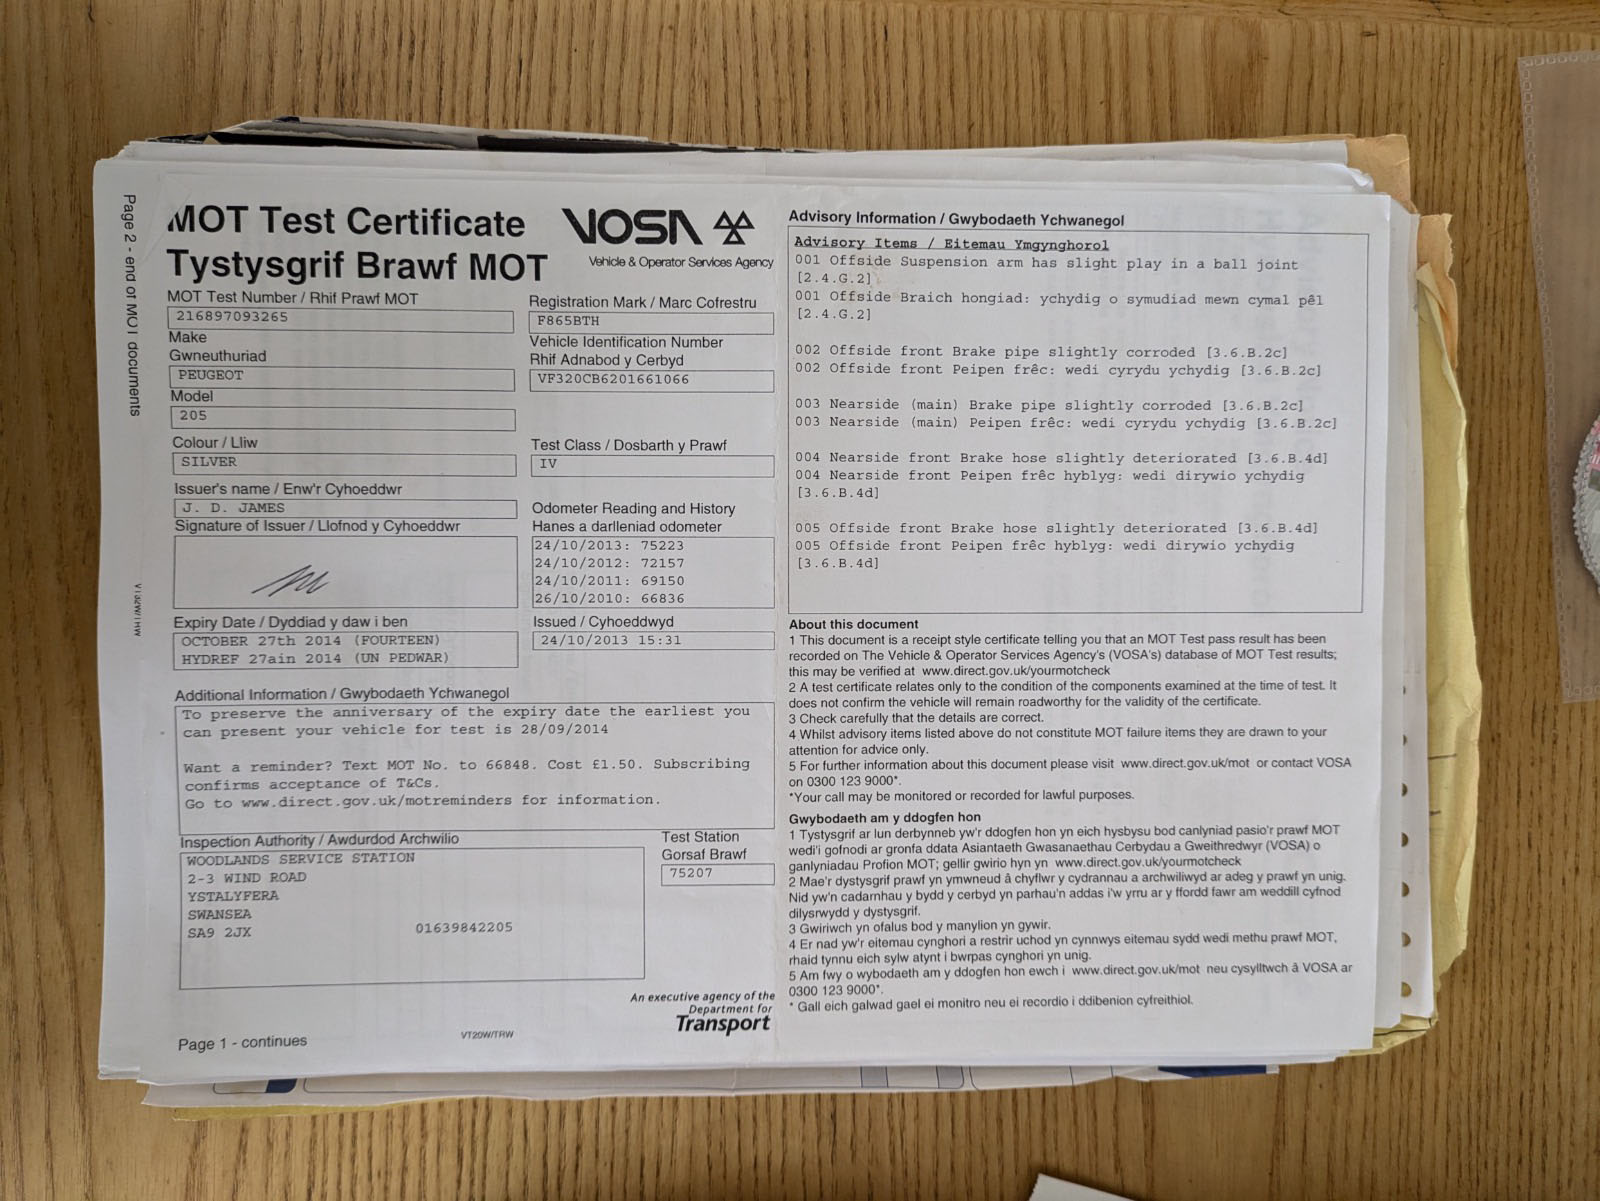 Page 2 - end of MOT documents
V132W/1HW
MOT Test Certificate
Tystysgrif Brawf MOT
VOSA
Vehicle & Operator Services Agency
MOT Test Number / Rhif Prawf MOT
216897093265
Registration Mark / Marc Cofrestru
F865BTH
Make
Gwneuthuriad
PEUGEOT
Vehicle Identification Number
Rhif Adnabod y Cerbyd
VF320CB6201661066
Model
205
Colour / Lliw
SILVER
Test Class / Dosbarth y Prawf
IV
Issuer's name / Enw'r Cyhoeddwr
J. D. JAMES
Signature of Issuer / Llofnod y Cyhoeddwr
Odometer Reading and History
Hanes a darlleniad odometer
24/10/2013: 75223
24/10/2012: 72157
24/10/2011: 69150
26/10/2010: 66836
Expiry Date / Dyddiad y daw i ben
OCTOBER 27th 2014 (FOURTEEN)
HYDREF 27ain 2014 (UN PEDWAR)
Issued / Cyhoeddwyd
24/10/2013 15:31
Additional Information / Gwybodaeth Ychwanegol
To preserve the anniversary of the expiry date the earliest you
can present your vehicle for test is 28/09/2014
Want a reminder? Text MOT No. to 66848. Cost £1.50. Subscribing
confirms acceptance of T&Cs.
Go to www.direct.gov.uk/motreminders for information.
Inspection Authority / Awdurdod Archwilio
WOODLANDS SERVICE STATION
2-3 WIND ROAD
YSTALYFERA
SWANSEA
SA9 2JX 01639842205
Test Station
Gorsaf Brawf
75207
An executive agency of the
Department for
Transport
Page 1 - continues
VT20W/TRW
Advisory Information / Gwybodaeth Ychwanegol
Advisory Items / Eitemau Ymgynghorol
001 Offside Suspension arm has slight play in a ball joint
[2.4.G.2]
001 Offside Braich hongiad: ychydig o symudiad mewn cymal pêl
[2.4.G.2]
002 Offside front Brake pipe slightly corroded [3.6.B.2c]
002 Offside front Peipen frêc: wedi cyrydu ychydig [3.6.B.2c]
003 Nearside (main) Brake pipe slightly corroded [3.6.B.2c]
003 Nearside (main) Peipen frêc: wedi cyrydu ychydig [3.6.B.2c]
004 Nearside front Brake hose slightly deteriorated [3.6.B.4d]
004 Nearside front Peipen frêc hyblyg: wedi dirywio ychydig
[3.6.B.4d]
005 Offside front Brake hose slightly deteriorated [3.6.B.4d]
005 Offside front Peipen frêc hyblyg: wedi dirywio ychydig
[3.6.B.4d]
About this document
1 This document is a receipt style certificate telling you that an MOT Test pass result has been
recorded on The Vehicle & Operator Services Agency's (VOSA's) database of MOT Test results;
this may be verified at www.direct.gov.uk/yourmotcheck
2 A test certificate relates only to the condition of the components examined at the time of test. It
does not confirm the vehicle will remain roadworthy for the validity of the certificate.
3 Check carefully that the details are correct.
4 Whilst advisory items listed above do not constitute MOT failure items they are drawn to your
attention for advice only.
5 For further information about this document please visit www.direct.gov.uk/mot or contact VOSA
on 0300 123 9000*.
*Your call may be monitored or recorded for lawful purposes.
Gwybodaeth am y ddogfen hon
1 Tystysgrif ar lun derbynneb yw'r ddogfen hon yn eich hysbysu bod canlyniad pasio'r prawf MOT
wedi'i gofnodi ar gronfa ddata Asiantaeth Gwasanaethau Cerbydau a Gweithredwyr (VOSA) o
ganlyniadau Profion MOT; gellir gwirio hyn yn www.direct.gov.uk/yourmotcheck
2 Mae'r dystysgrif prawf yn ymwneud â chyflwr y cydrannau a archwiliwyd ar adeg y prawf yn unig.
Nid yw'n cadarnhau y bydd y cerbyd yn parhau'n addas i'w yrru ar y ffordd fawr am weddill cyfnod
dilysrwydd y dystysgrif.
3 Gwiriwch yn ofalus bod y manylion yn gywir.
4 Er nad yw'r eitemau cynghori a restrir uchod yn cynnwys eitemau sydd wedi methu prawf MOT,
rhaid tynnu eich sylw atynt i bwrpas cynghori yn unig.
5 Am fwy o wybodaeth am y ddogfen hon ewch i www.direct.gov.uk/mot neu cysylltwch â VOSA ar
0300 123 9000*.
* Gall eich galwad gael ei monitro neu ei recordio i ddibenion cyfreithiol.